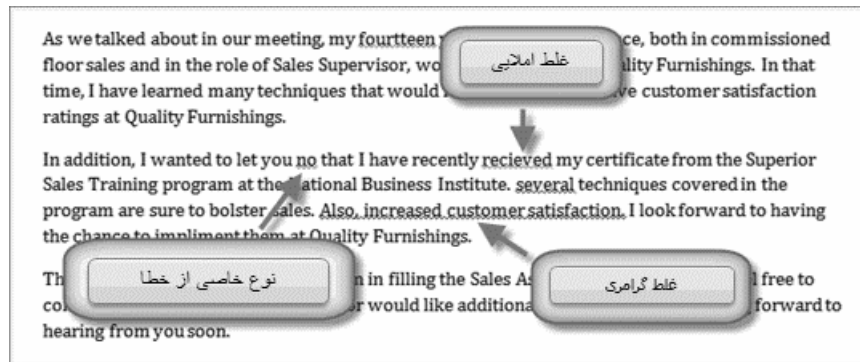 As we talked about in our meeting, my fourtteen ce, both in commissioned
غلط املایی
floor sales and in the role of Sales Supervisor, wo lity Furnishings. In that
time, I have learned many techniques that would ve customer satisfaction
ratings at Quality Furnishings.
In addition, I wanted to let you no that I have recently recieved my certificate from the Superior
Sales Training program at the National Business Institute. several techniques covered in the
program are sure to bolster sales. Also, increased customer satisfaction. I look forward to having
the chance to impliment them at Quality Furnishings.
نوع خاصی از خطا
غلط گرامری
Th n in filling the Sales As l free to
co r would like additiona forward to
hearing from you soon.